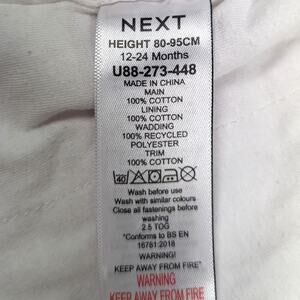 NEXT
HEIGHT 80-95CM
12-24 Months
U88-273-448
MADE IN CHINA
MAIN
100% COTTON
LINING
100% COTTON
WADDING
100% RECYCLED
POLYESTER
TRIM
100% COTTON
40
Wash before use
Wash with similar colours
Close all fastenings before
washing
2.5 TOG
*Conforms to BS EN
16781:2018
WARNING!
KEEP AWAY FROM FIRE*
WARNING
KEEP AWAY FROM FIRE